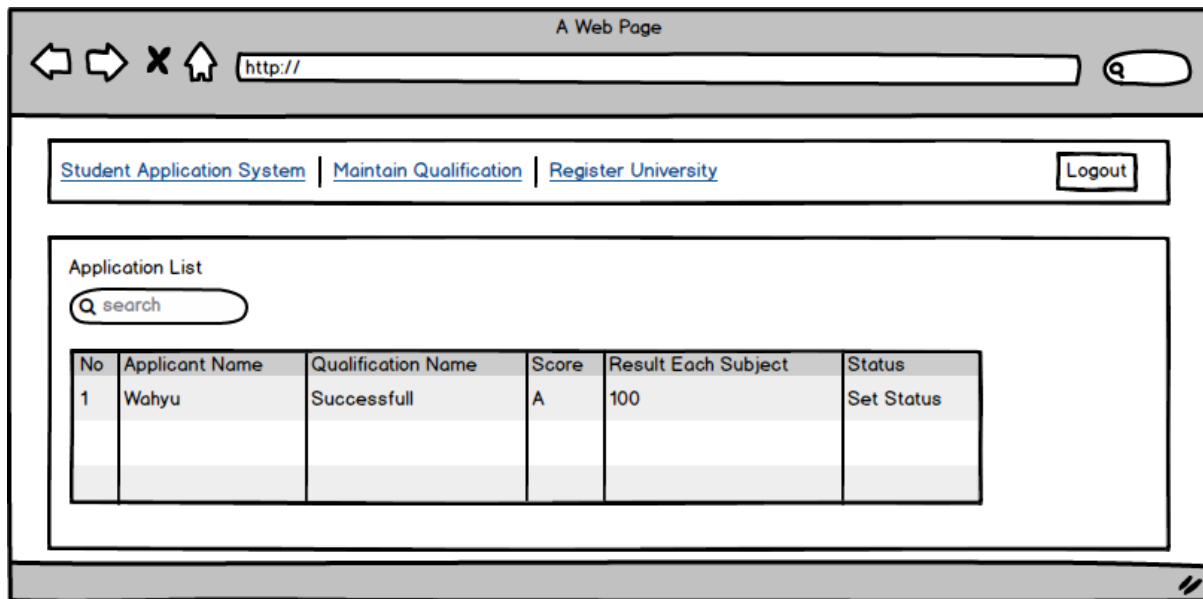 A Web Page
http://
Student Application System Maintain Qualification Register University Logout
Application List
search
No Applicant Name Qualification Name Score Result Each Subject Status
1 Wahyu Successfull A 100 Set Status